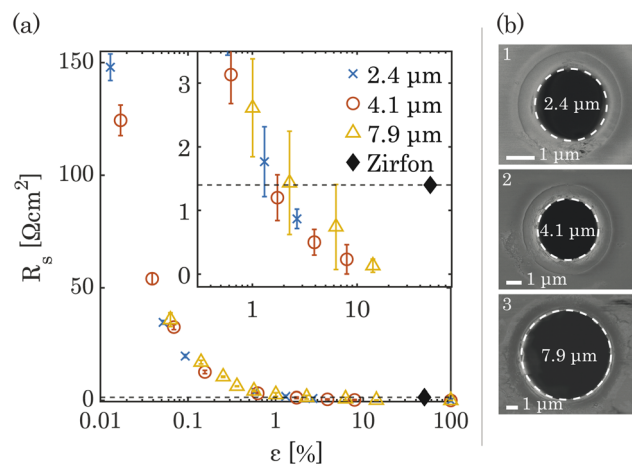 (a)
150
100
50
0
R_s [Ωcm²]
0.01
0.1
1
10
100
ε [%]
3
2
1
0
1
10
2.4 µm
4.1 µm
7.9 µm
Zirfon
(b)
1
2.4 µm
1 µm
2
4.1 µm
1 µm
3
7.9 µm
1 µm